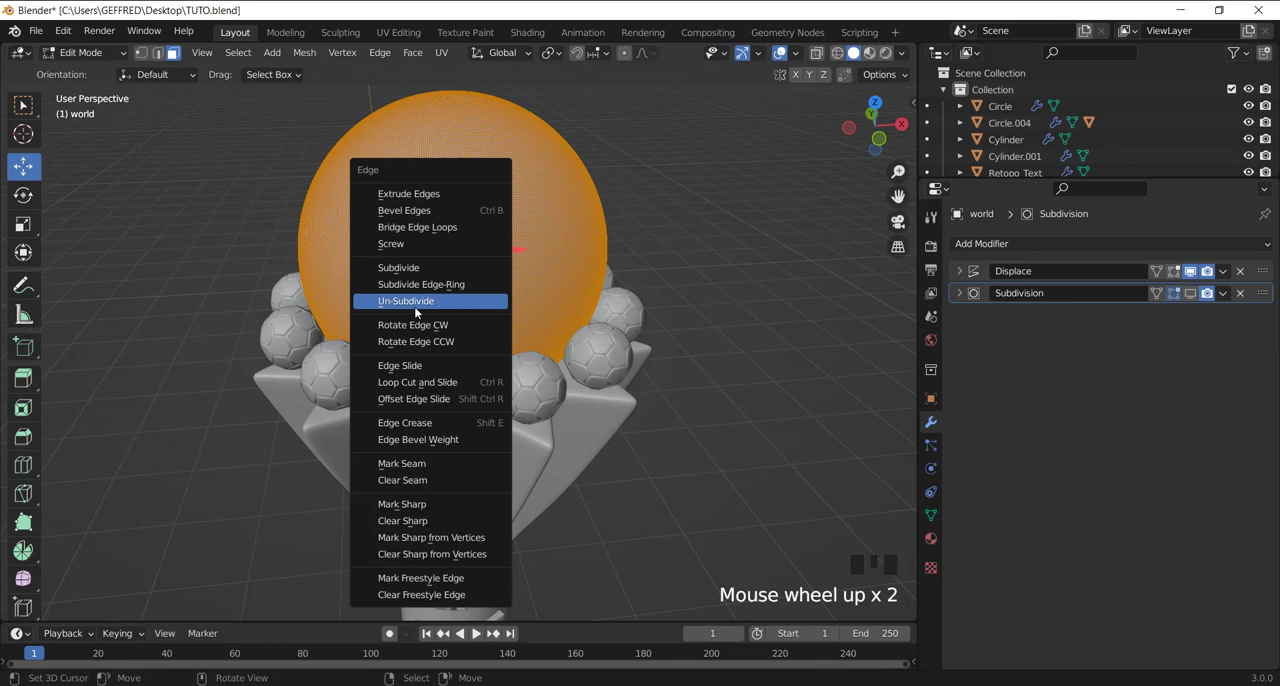 Blender* [C:\Users\GEFFRED\Desktop\TUTO.blend]
File Edit Render Window Help Layout Modeling Sculpting UV Editing Texture Paint Shading Animation Rendering Compositing Geometry Nodes Scripting + Scene ViewLayer
Edit Mode View Select Add Mesh Vertex Edge Face UV Global
Orientation: Default Drag: Select Box X Y Z Options
User Perspective
(1) world
Z
Y
X
Edge
Extrude Edges
Bevel Edges Ctrl B
Bridge Edge Loops
Screw
Subdivide
Subdivide Edge-Ring
Un-Subdivide
Rotate Edge CW
Rotate Edge CCW
Edge Slide
Loop Cut and Slide Ctrl R
Offset Edge Slide Shift Ctrl R
Edge Crease Shift E
Edge Bevel Weight
Mark Seam
Clear Seam
Mark Sharp
Clear Sharp
Mark Sharp from Vertices
Clear Sharp from Vertices
Mark Freestyle Edge
Clear Freestyle Edge
Mouse wheel up x 2
Scene Collection
Collection
Circle
Circle.004
Cylinder
Cylinder.001
Retopo_Text
world > Subdivision
Add Modifier
Displace
Subdivision
Playback Keying View Marker 1 Start 1 End 250
1 20 40 60 80 100 120 140 160 180 200 220 240
Set 3D Cursor Move Rotate View Select Move 3.0.0